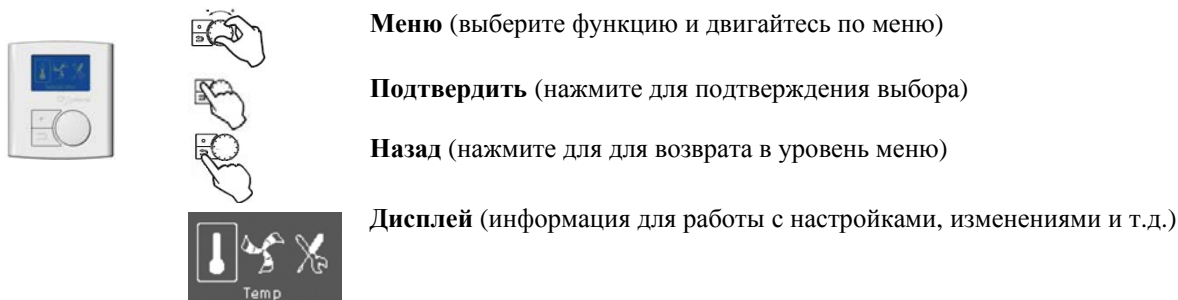 Меню (выберите функцию и двигайтесь по меню)
Подтвердить (нажмите для подтверждения выбора)
Назад (нажмите для для возврата в уровень меню)
Дисплей (информация для работы с настройками, изменениями и т.д.)
Temp